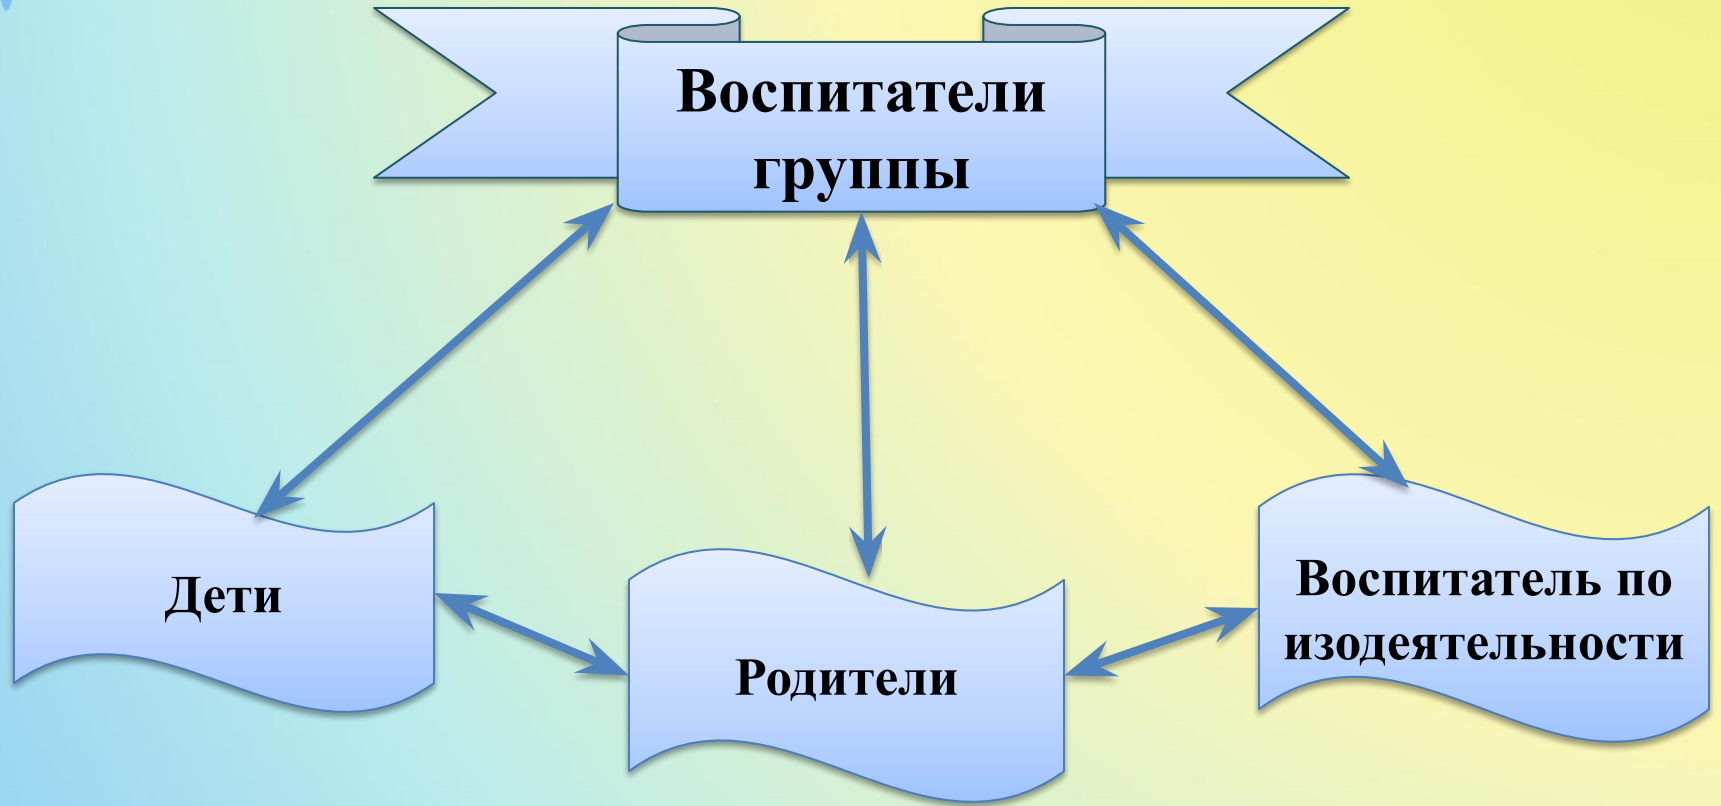 Воспитатели
группы
Дети
Родители
Воспитатель по
изодеятельности